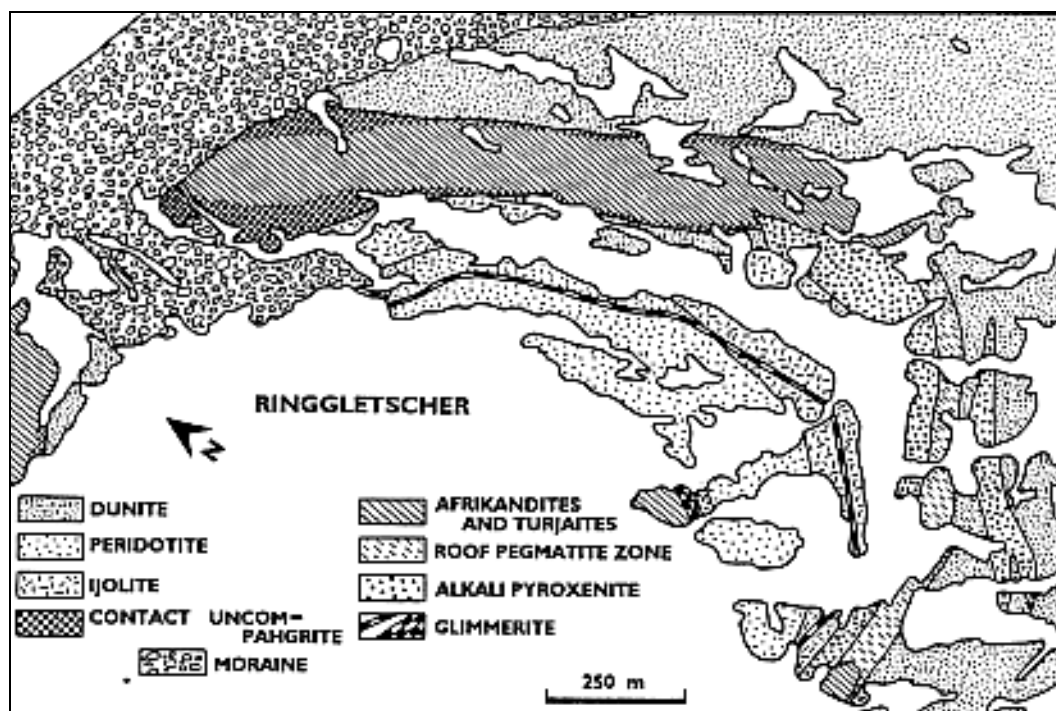 RINGGLETSCHER
N
DUNITE
PERIDOTITE
IJOLITE
CONTACT UNCOM-
PAHGRITE
MORAINE
AFRIKANDITES
AND TURJAITES
ROOF PEGMATITE ZONE
ALKALI PYROXENITE
GLIMMERITE
250 m